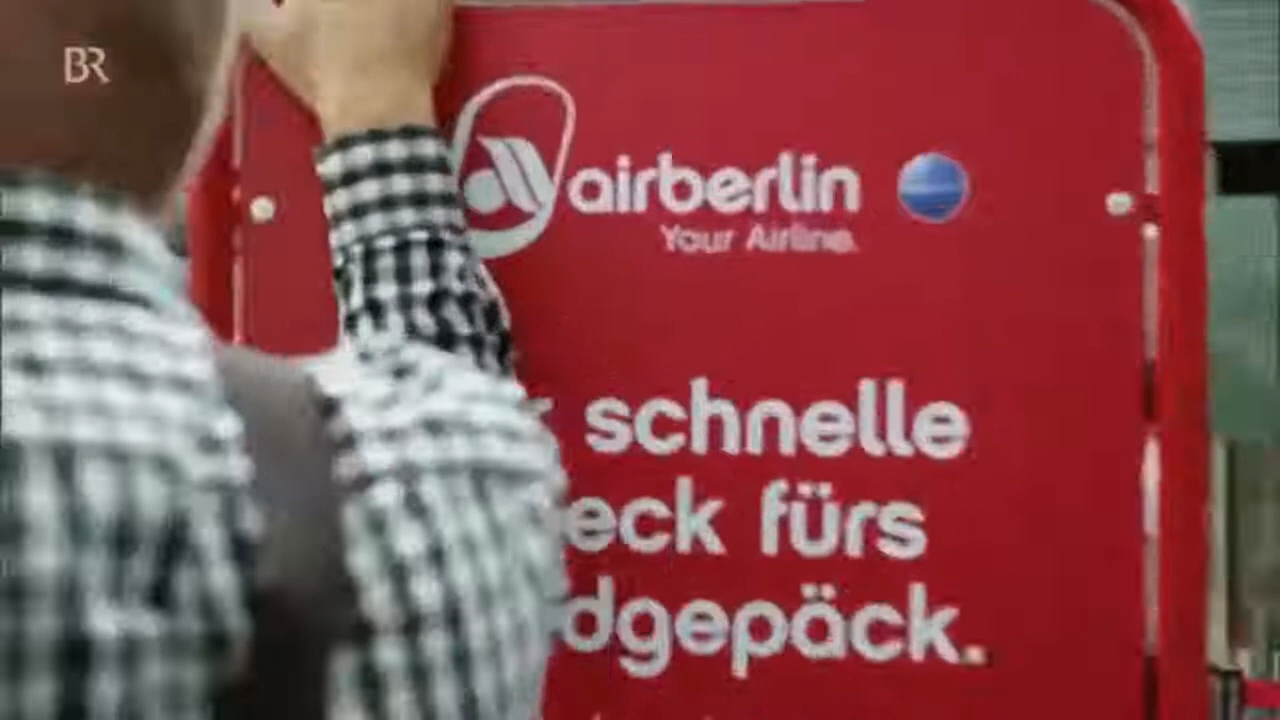 BR
airberlin
Your Airline.
schnelle
eck fürs
dgepäck.